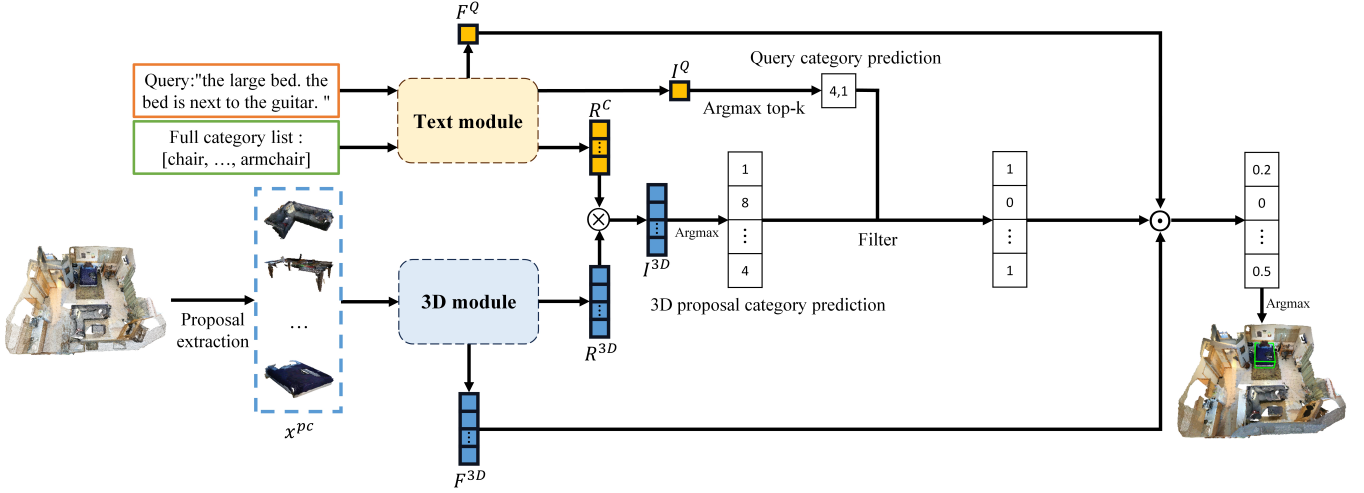 F^Q
Query:"the large bed. the
bed is next to the guitar. "
Full category list :
[chair, …, armchair]
Text module
I^Q
Argmax top-k
Query category prediction
4,1
R^C
Proposal
extraction
…
x^{pc}
3D module
R^{3D}
F^{3D}
I^{3D}
Argmax
1
8
⋮
4
3D proposal category prediction
Filter
1
0
⋮
1
0.2
0
⋮
0.5
Argmax